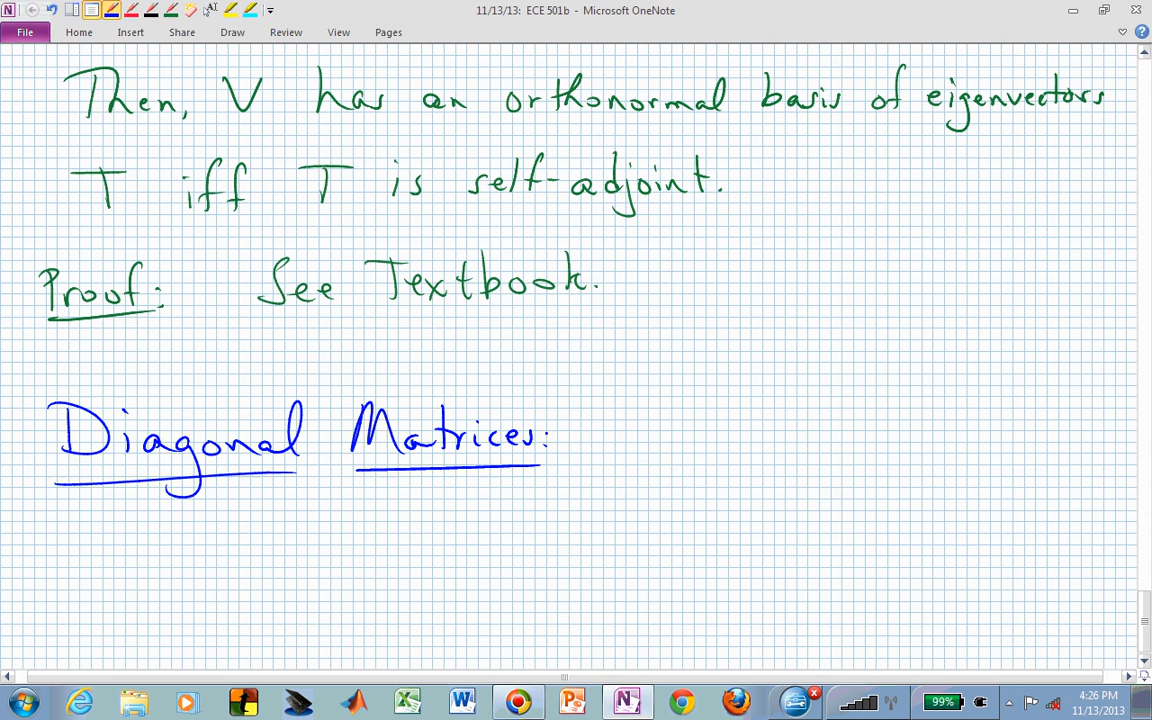 11/13/13: ECE 501b - Microsoft OneNote
File Home Insert Share Draw Review View Pages
Then, V has an orthonormal basis of eigenvectors
T iff T is self-adjoint.
Proof: See Textbook.
Diagonal Matrices:
99%
4:26 PM
11/13/2013